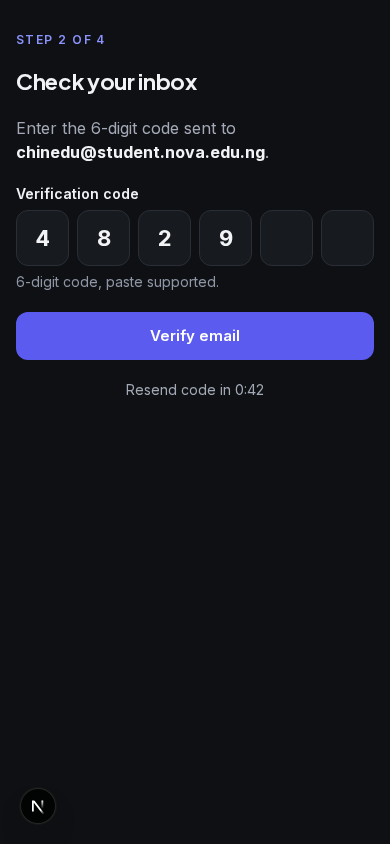 STEP 2 OF 4
Check your inbox
Enter the 6-digit code sent to
chinedu@student.nova.edu.ng.
Verification code
4 8 2 9
6-digit code, paste supported.
Verify email
Resend code in 0:42
N